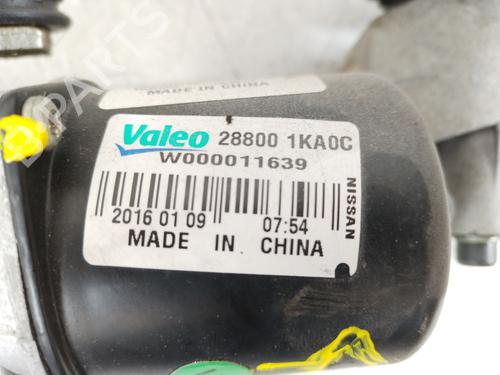 MADE IN CHINA
Valeo 28800 1KA0C
W000011639
NISSAN
2016 01 09 07:54
MADE IN CHINA